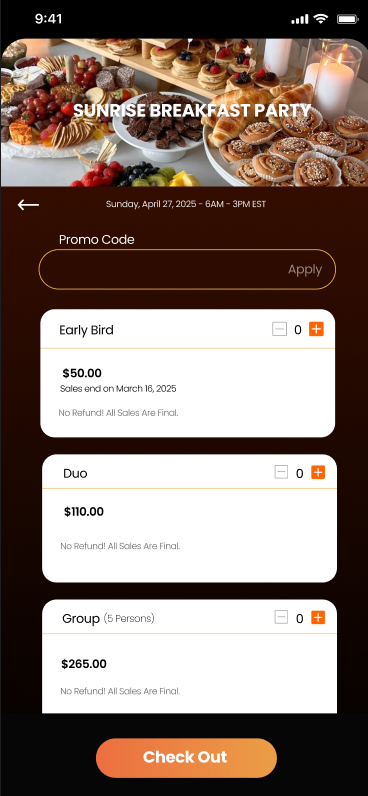 9:41
SUNRISE BREAKFAST PARTY
Sunday, April 27, 2025 - 6AM - 3PM EST
Promo Code
Apply
Early Bird 0
$50.00
Sales end on March 16, 2025
No Refund! All Sales Are Final.
Duo 0
$110.00
No Refund! All Sales Are Final.
Group (5 Persons) 0
$265.00
No Refund! All Sales Are Final.
Check Out